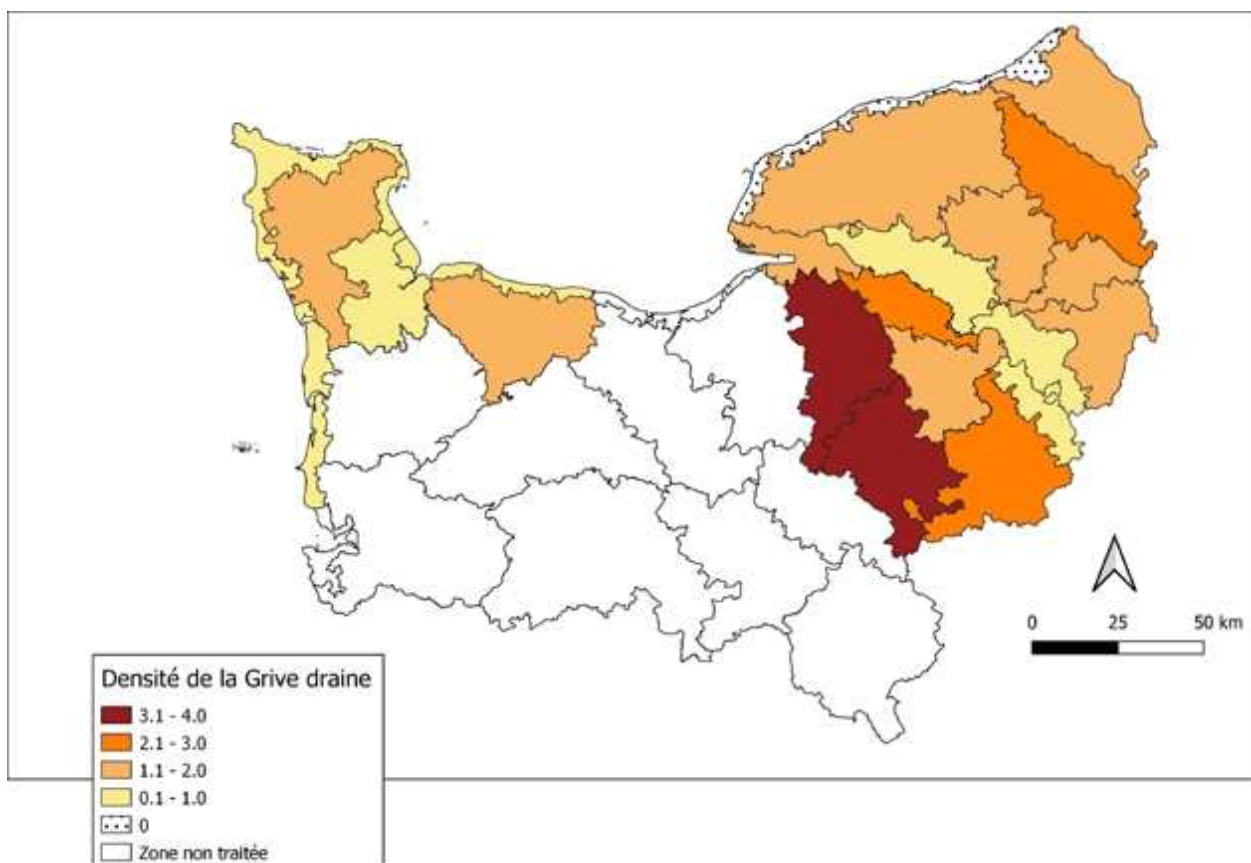 0 25 50 km
Densité de la Grive draine
3.1 - 4.0
2.1 - 3.0
1.1 - 2.0
0.1 - 1.0
0
Zone non traitée